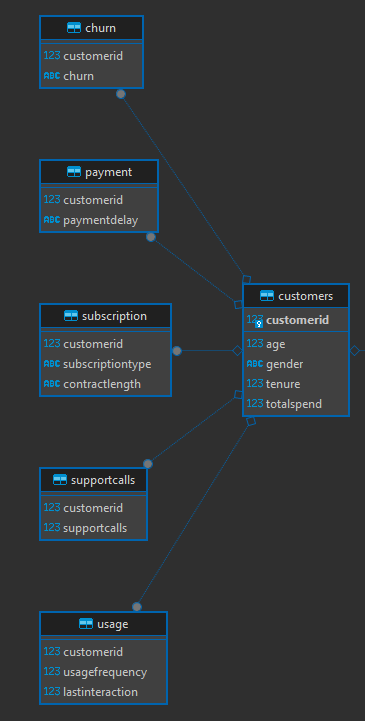 churn
123 customerid
ABC churn
payment
123 customerid
ABC paymentdelay
subscription
123 customerid
ABC subscriptiontype
ABC contractlength
supportcalls
123 customerid
123 supportcalls
usage
123 customerid
123 usagefrequency
123 lastinteraction
customers
123 customerid
123 age
ABC gender
123 tenure
123 totalspend